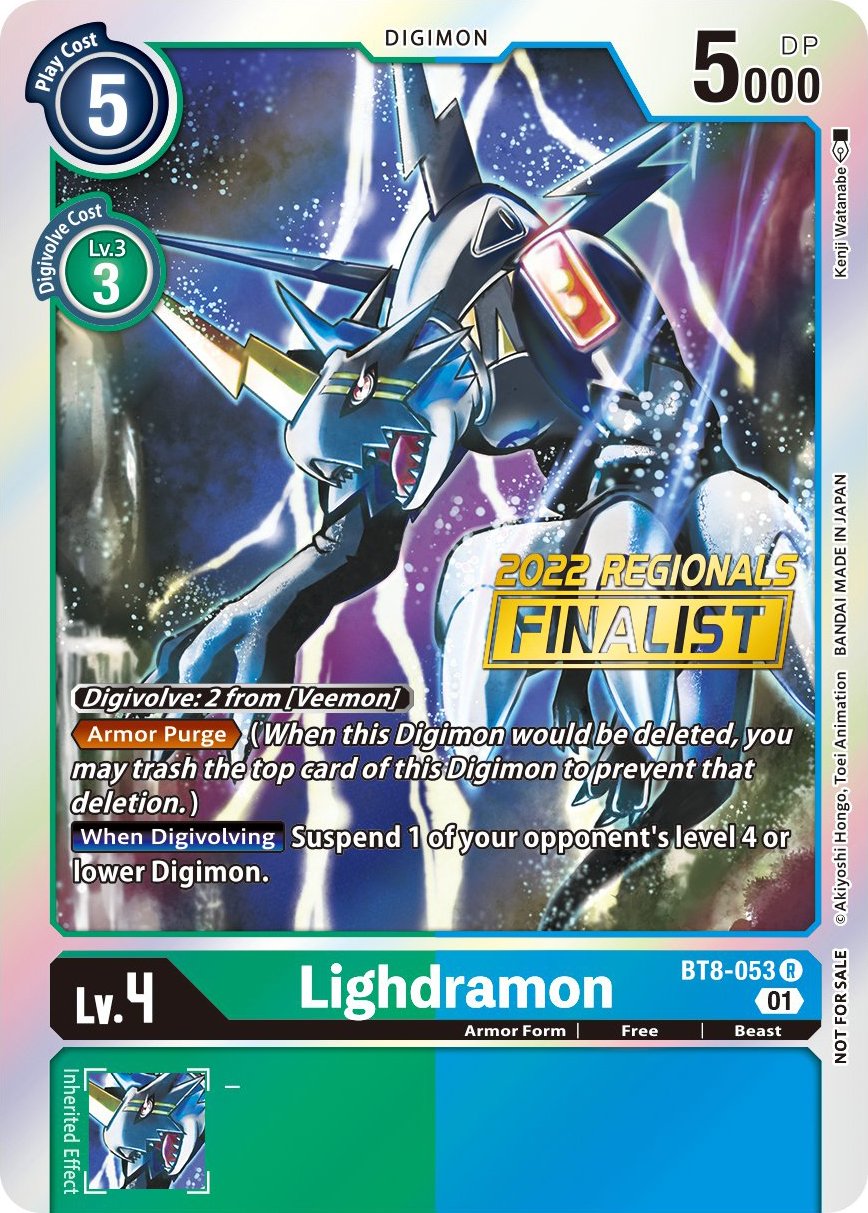 DIGIMON
Play Cost
5
DP
5000
Digivolve Cost
Lv.3
3
Kenji Watanabe
2022 REGIONALS
FINALIST
Digivolve: 2 from [Veemon]
Armor Purge (When this Digimon would be deleted, you
may trash the top card of this Digimon to prevent that
deletion.)
When Digivolving Suspend 1 of your opponent's level 4 or
lower Digimon.
©Akiyoshi Hongo, Toei Animation BANDAI MADE IN JAPAN
NOT FOR SALE
Lv.4
Lighdramon
BT8-053 R
01
Armor Form | Free | Beast
Inherited Effect
–